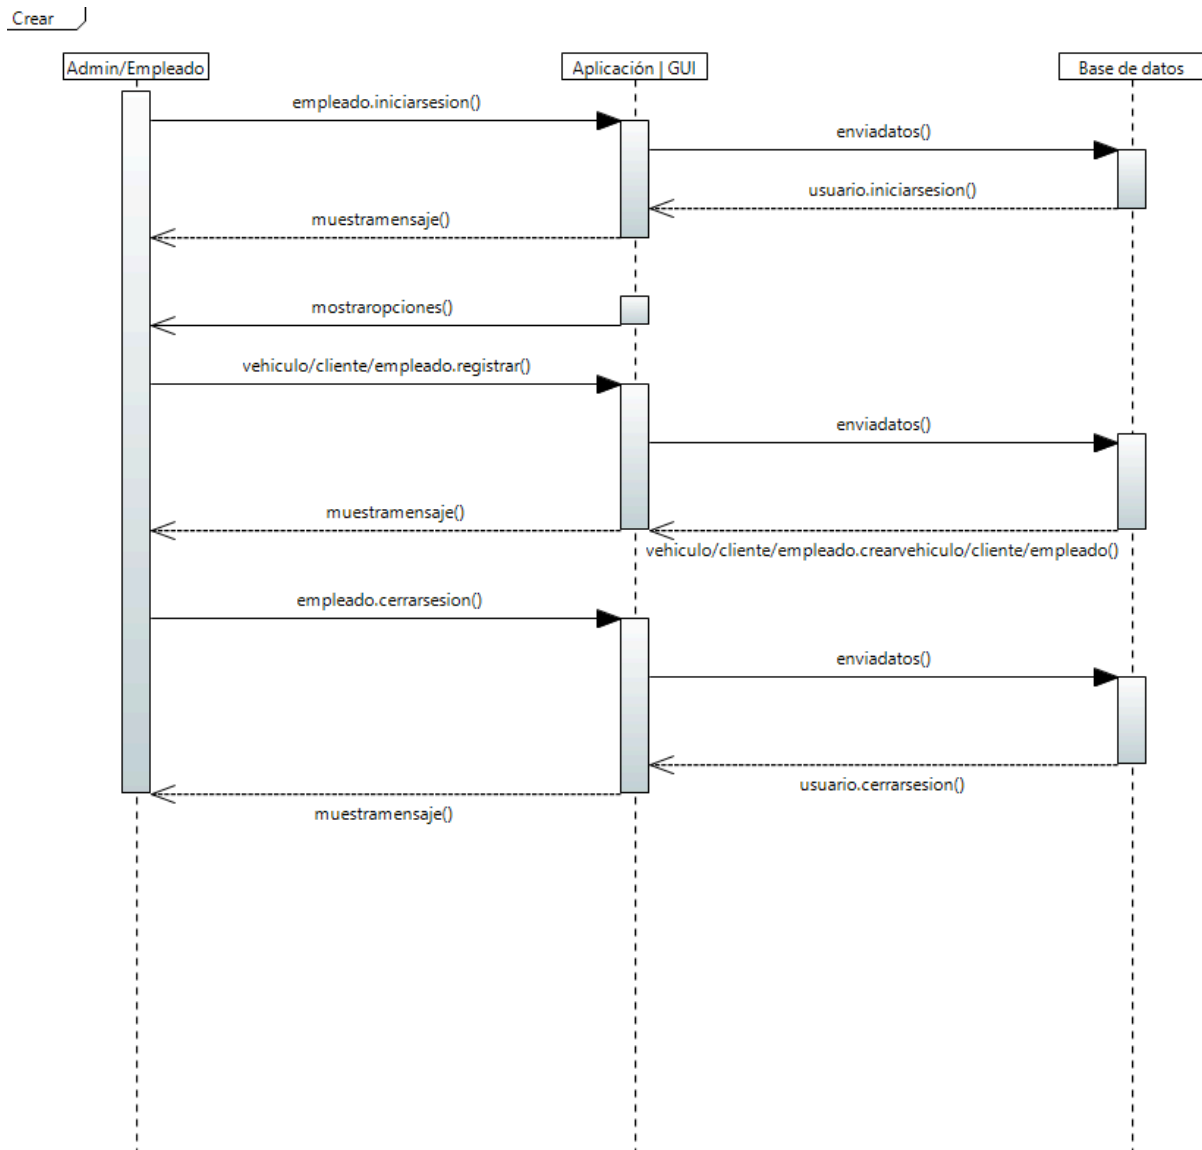 Crear
Admin/Empleado
Aplicación | GUI
Base de datos
empleado.iniciarsesion()
enviadatos()
usuario.iniciarsesion()
muestramensaje()
mostraropciones()
vehiculo/cliente/empleado.registrar()
enviadatos()
muestramensaje()
vehiculo/cliente/empleado.crearvehiculo/cliente/empleado()
empleado.cerrarsesion()
enviadatos()
usuario.cerrarsesion()
muestramensaje()